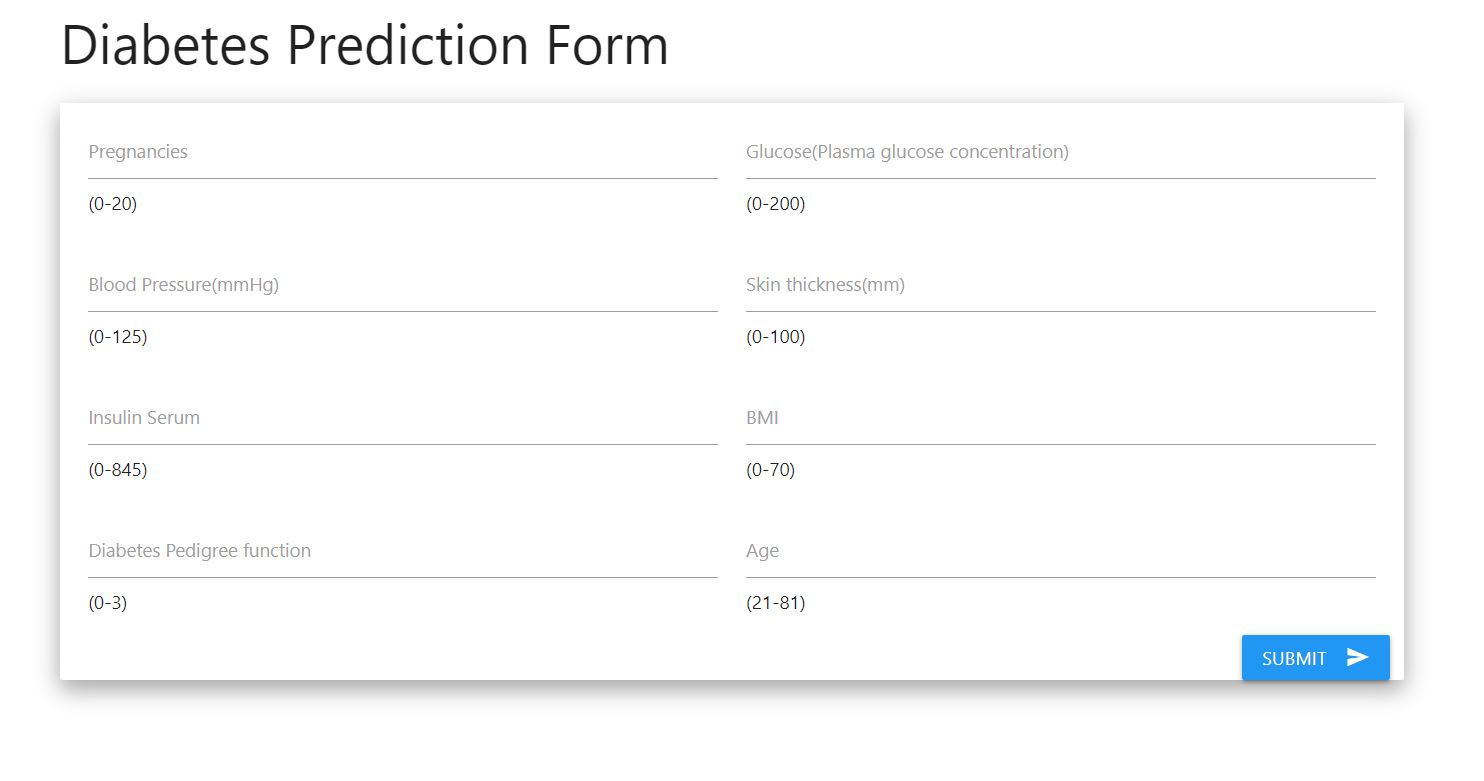 Diabetes Prediction Form
Pregnancies
Glucose(Plasma glucose concentration)
(0-20)
(0-200)
Blood Pressure(mmHg)
Skin thickness(mm)
(0-125)
(0-100)
Insulin Serum
BMI
(0-845)
(0-70)
Diabetes Pedigree function
Age
(0-3)
(21-81)
SUBMIT